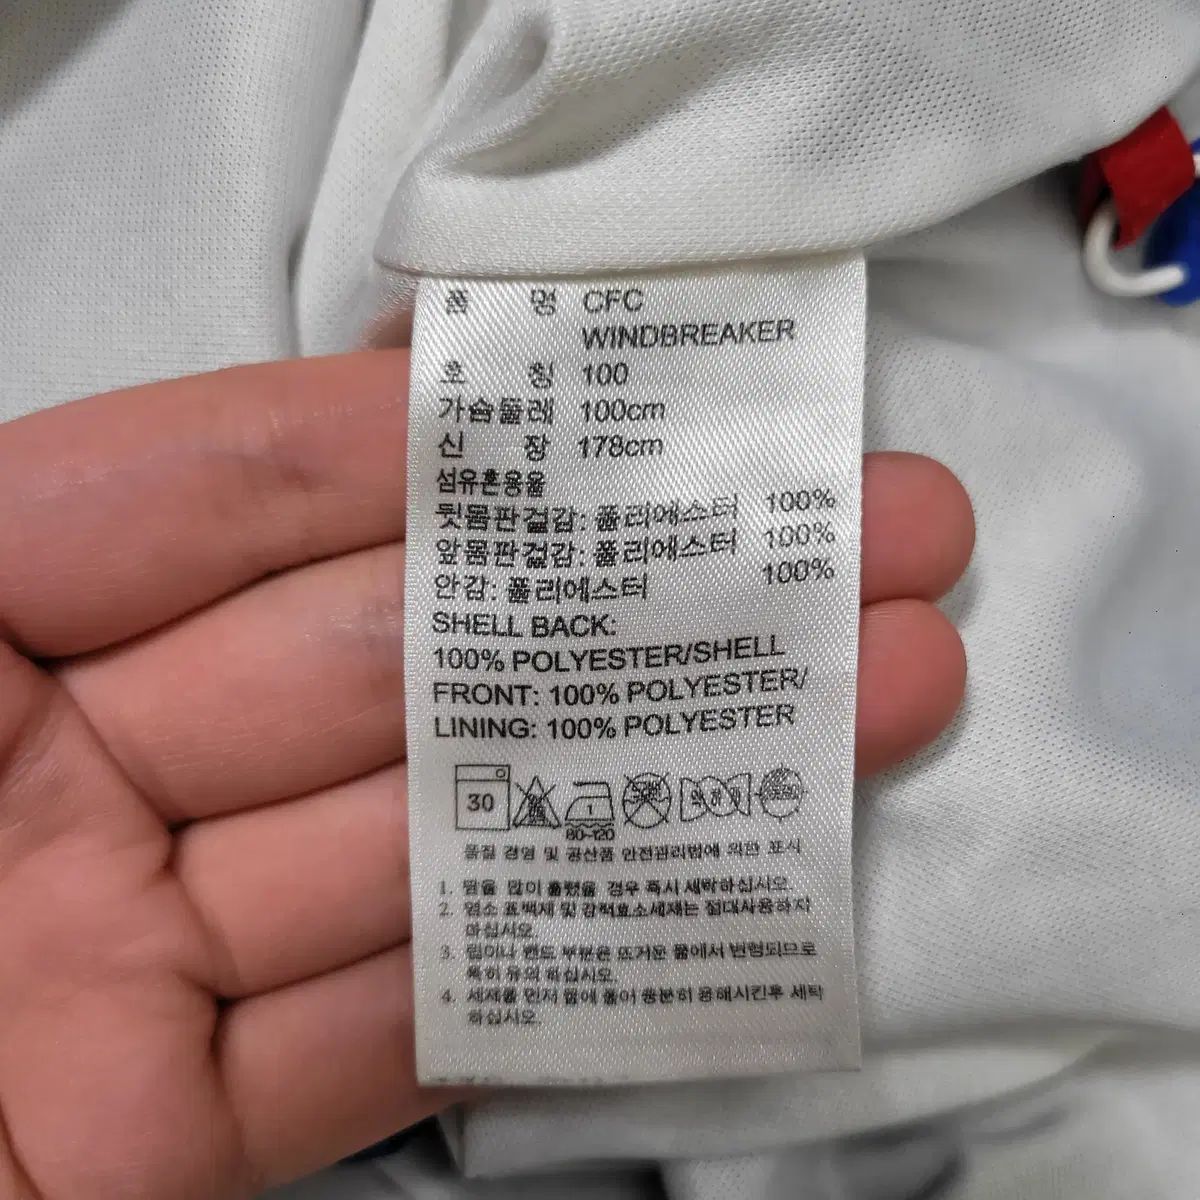 품 명 CFC
WINDBREAKER
호 칭 100
가슴둘레 100cm
신 장 178cm
섬유혼용율
뒷몸판겉감: 폴리에스터 100%
앞몸판겉감: 폴리에스터 100%
안감: 폴리에스터 100%
SHELL BACK:
100% POLYESTER/SHELL
FRONT: 100% POLYESTER/
LINING: 100% POLYESTER
30
1
80~120
품질 경영 및 공산품 안전관리법에 의한 표시
1. 땀을 많이 흘렸을 경우 즉시 세탁하십시오.
2. 염소 표백제 및 강력효소세제는 절대사용하지
마십시오.
3. 립이나 밴드 부분은 뜨거운 물에서 변형되므로
특히 유의 하십시오.
4. 세제를 먼저 물에 풀어 충분히 용해시킨후 세탁
하십시오.